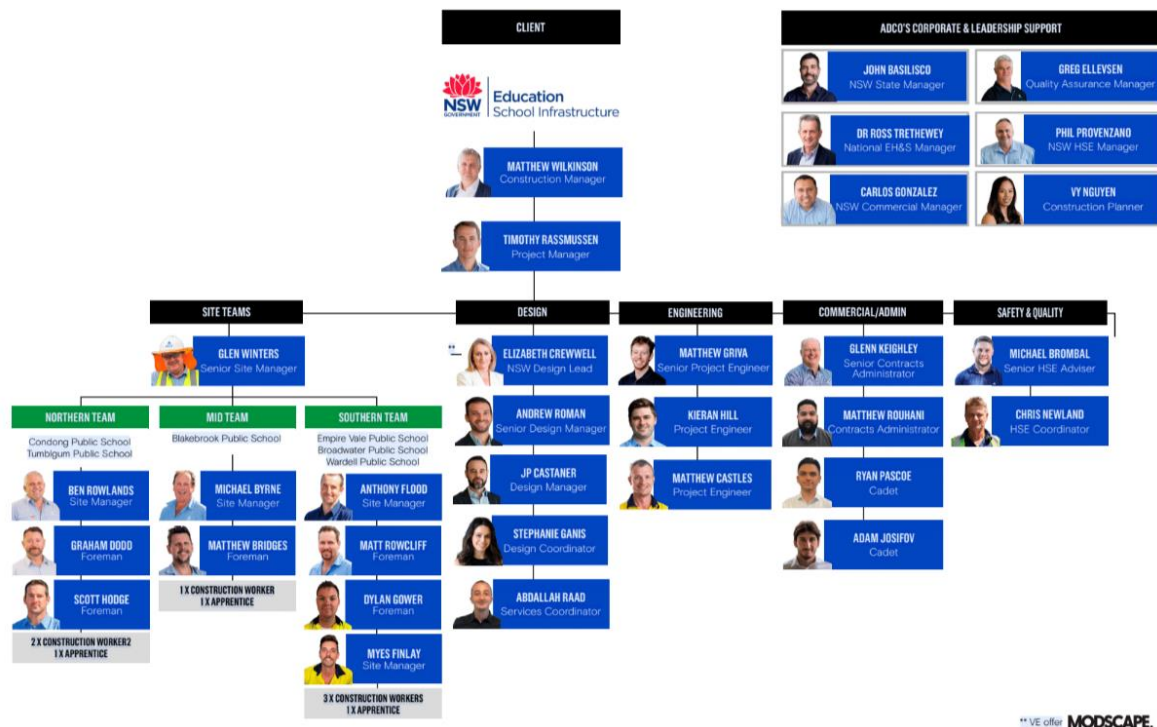 CLIENT
NSW
GOVERNMENT
Education
School Infrastructure
MATTHEW WILKINSON
Construction Manager
TIMOTHY RASSMUSSEN
Project Manager
ADCO'S CORPORATE & LEADERSHIP SUPPORT
JOHN BASILISCO
NSW State Manager
GREG ELLEVSEN
Quality Assurance Manager
DR ROSS TRETHEWEY
National EH&S Manager
PHIL PROVENZANO
NSW HSE Manager
CARLOS GONZALEZ
NSW Commercial Manager
VY NGUYEN
Construction Planner
SITE TEAMS
GLEN WINTERS
Senior Site Manager
NORTHERN TEAM
Condong Public School
Tumbigum Public School
BEN ROWLANDS
Site Manager
GRAHAM DODD
Foreman
SCOTT HODGE
Foreman
2 X CONSTRUCTION WORKER2
1 X APPRENTICE
MID TEAM
Blakebrook Public School
MICHAEL BYRNE
Site Manager
MATTHEW BRIDGES
Foreman
1 X CONSTRUCTION WORKER
1 X APPRENTICE
SOUTHERN TEAM
Empire Vale Public School
Broadwater Public School
Wardell Public School
ANTHONY FLOOD
Site Manager
MATT ROWCLIFF
Foreman
DYLAN GOWER
Foreman
MYES FINLAY
Site Manager
3 X CONSTRUCTION WORKERS
1 X APPRENTICE
DESIGN
**
ELIZABETH CREWWELL
NSW Design Lead
ANDREW ROMAN
Senior Design Manager
JP CASTANER
Design Manager
STEPHANIE GANIS
Design Coordinator
ABDALLAH RAAD
Services Coordinator
ENGINEERING
MATTHEW GRIVA
Senior Project Engineer
KIERAN HILL
Project Engineer
MATTHEW CASTLES
Project Engineer
COMMERCIAL/ADMIN
GLENN KEIGHLEY
Senior Contracts
Administrator
MATTHEW ROUHANI
Contracts Administrator
RYAN PASCOE
Cadet
ADAM JOSIFOV
Cadet
SAFETY & QUALITY
MICHAEL BROMBAL
Senior HSE Adviser
CHRIS NEWLAND
HSE Coordinator
** VE offer MODSCAPE.